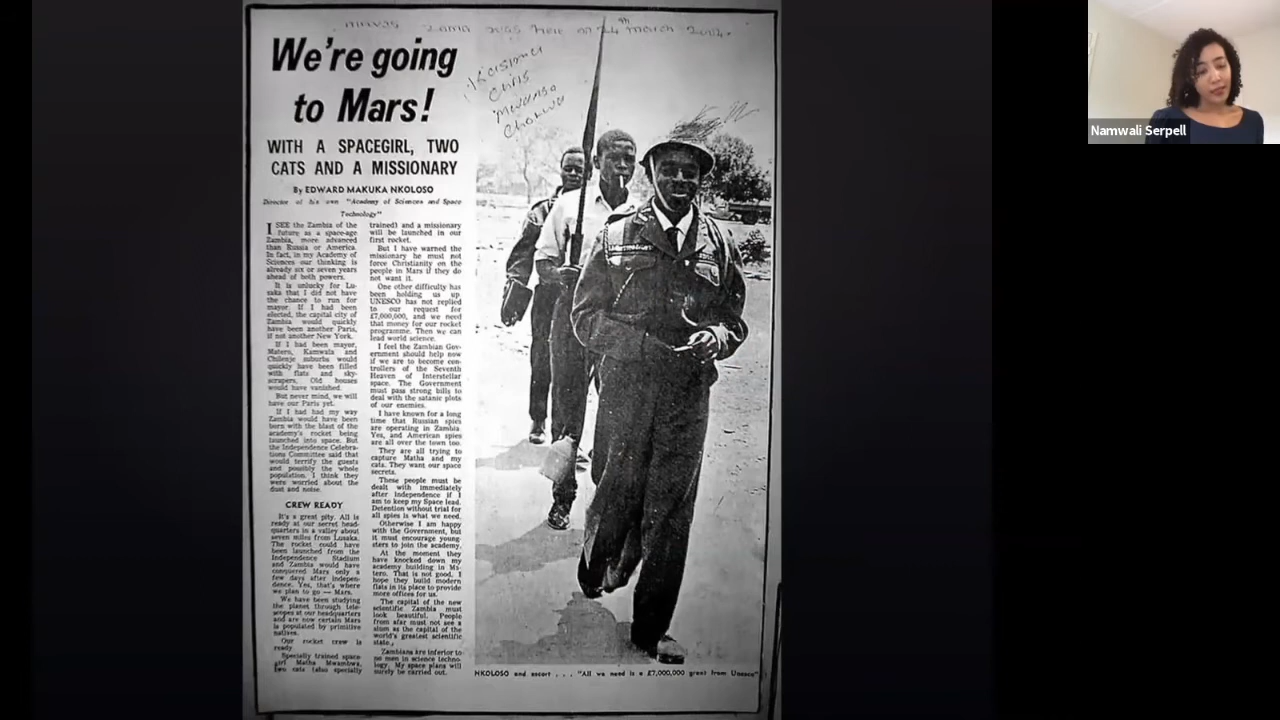 minvos zama was here on 24th march 2012.
Kasionci
Chris
Mwamso
We're going
to Mars!
WITH A SPACEGIRL, TWO
CATS AND A MISSIONARY
By EDWARD MAKUKA NKOLOSO
Director of his own "Academy of Sciences and Space
Technology"
I SEE the Zambia of the
future as a space-age
Zambia, more advanced
than Russia or America.
In fact, in my Academy of
Sciences our thinking is
already six or seven years
ahead of both powers.
It is unlucky for Lu-
saka that I did not have
the chance to run for
mayor. If I had been
elected, the capital city of
Zambia would quickly
have been another Paris,
if not another New York.
If I had been mayor,
Matero, Kamwala and
Chilenje suburbs would
quickly have been filled
with flats and sky-
scrapers. Old houses
would have vanished.
But never mind, we will
have our Paris yet.
If I had had my way
Zambia would have been
born with the blast of the
academy's rocket being
launched into space. But
the Independence Celebra-
tions Committee said that
would terrify the guests
and possibly the whole
population. I think they
were worried about the
dust and noise.
CREW READY
It's a great pity. All is
ready at our secret head-
quarters in a valley about
seven miles from Lusaka.
The rocket could have
been launched from the
Independence Stadium
and Zambia would have
conquered Mars only a
few days after indepen-
dence. Yes, that's where
we plan to go — Mars.
We have been studying
the planet through tele-
scopes at our headquarters
and are now certain Mars
is populated by primitive
natives.
Our rocket crew is
ready.
Specially trained space-
girl Matha Mwambwa,
two cats (also specially
trained) and a missionary
will be launched in our
first rocket.
But I have warned the
missionary he must not
force Christianity on the
people in Mars if they do
not want it.
One other difficulty has
been holding us up.
UNESCO has not replied
to our request for
£7,000,000, and we need
that money for our rocket
programme. Then we can
lead world science.
I feel the Zambian Gov-
ernment should help now
if we are to become con-
trollers of the Seventh
Heaven of Interstellar
space. The Government
must pass strong bills to
deal with the satanic plots
of our enemies.
I have known for a long
time that Russian spies
are operating in Zambia.
Yes, and American spies
are all over the town too.
They are all trying to
capture Matha and my
cats. They want our space
secrets.
These people must be
dealt with immediately
after independence if I
am to keep my Space lead.
Detention without trial for
all spies is what we need.
Otherwise I am happy
with the Government, but
it must encourage young-
sters to join the academy.
At the moment they
have knocked down my
academy building in Ma-
tero. That is not good. I
hope they build modern
flats in its place to provide
more offices for us.
The capital of the new
scientific Zambia must
look beautiful. People
from afar must not see a
slum as the capital of the
world's greatest scientific
state.
Zambians are inferior to
no men in science techno-
logy. My space plans will
surely be carried out.
NKOLOSO and escort . . . "All we need is a £7,000,000 grant from Unesco"
Namwali Serpell